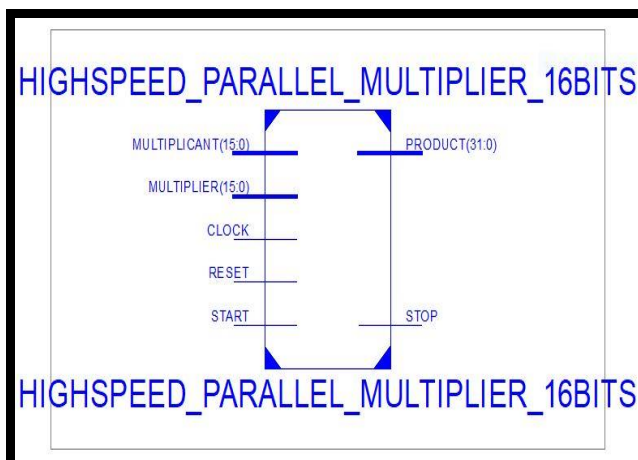 HIGHSPEED_PARALLEL_MULTIPLIER_16BITS
MULTIPLICANT(15:0)
PRODUCT(31:0)
MULTIPLIER(15:0)
CLOCK
RESET
START
STOP
HIGHSPEED_PARALLEL_MULTIPLIER_16BITS